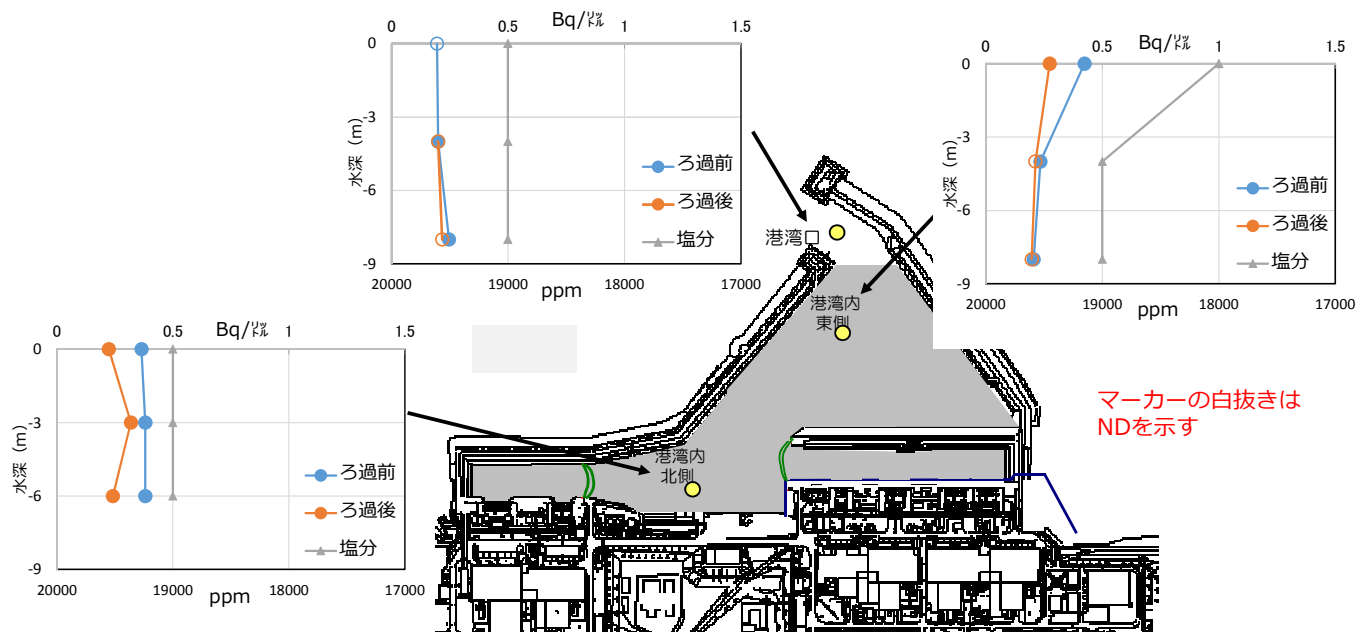 0
0.5
1
1.5
Bq/㍑
0
-3
-6
-9
水深（m）
ろ過前
ろ過後
塩分
20000
19000
18000
17000
ppm
0
0.5
1
1.5
Bq/㍑
0
-3
-6
-9
水深（m）
ろ過前
ろ過後
塩分
20000
19000
18000
17000
ppm
港湾口
港湾内
東側
マーカーの白抜きは
NDを示す
0
0.5
1
1.5
Bq/㍑
0
-3
-6
-9
水深（m）
ろ過前
ろ過後
塩分
20000
19000
18000
17000
ppm
港湾内
北側